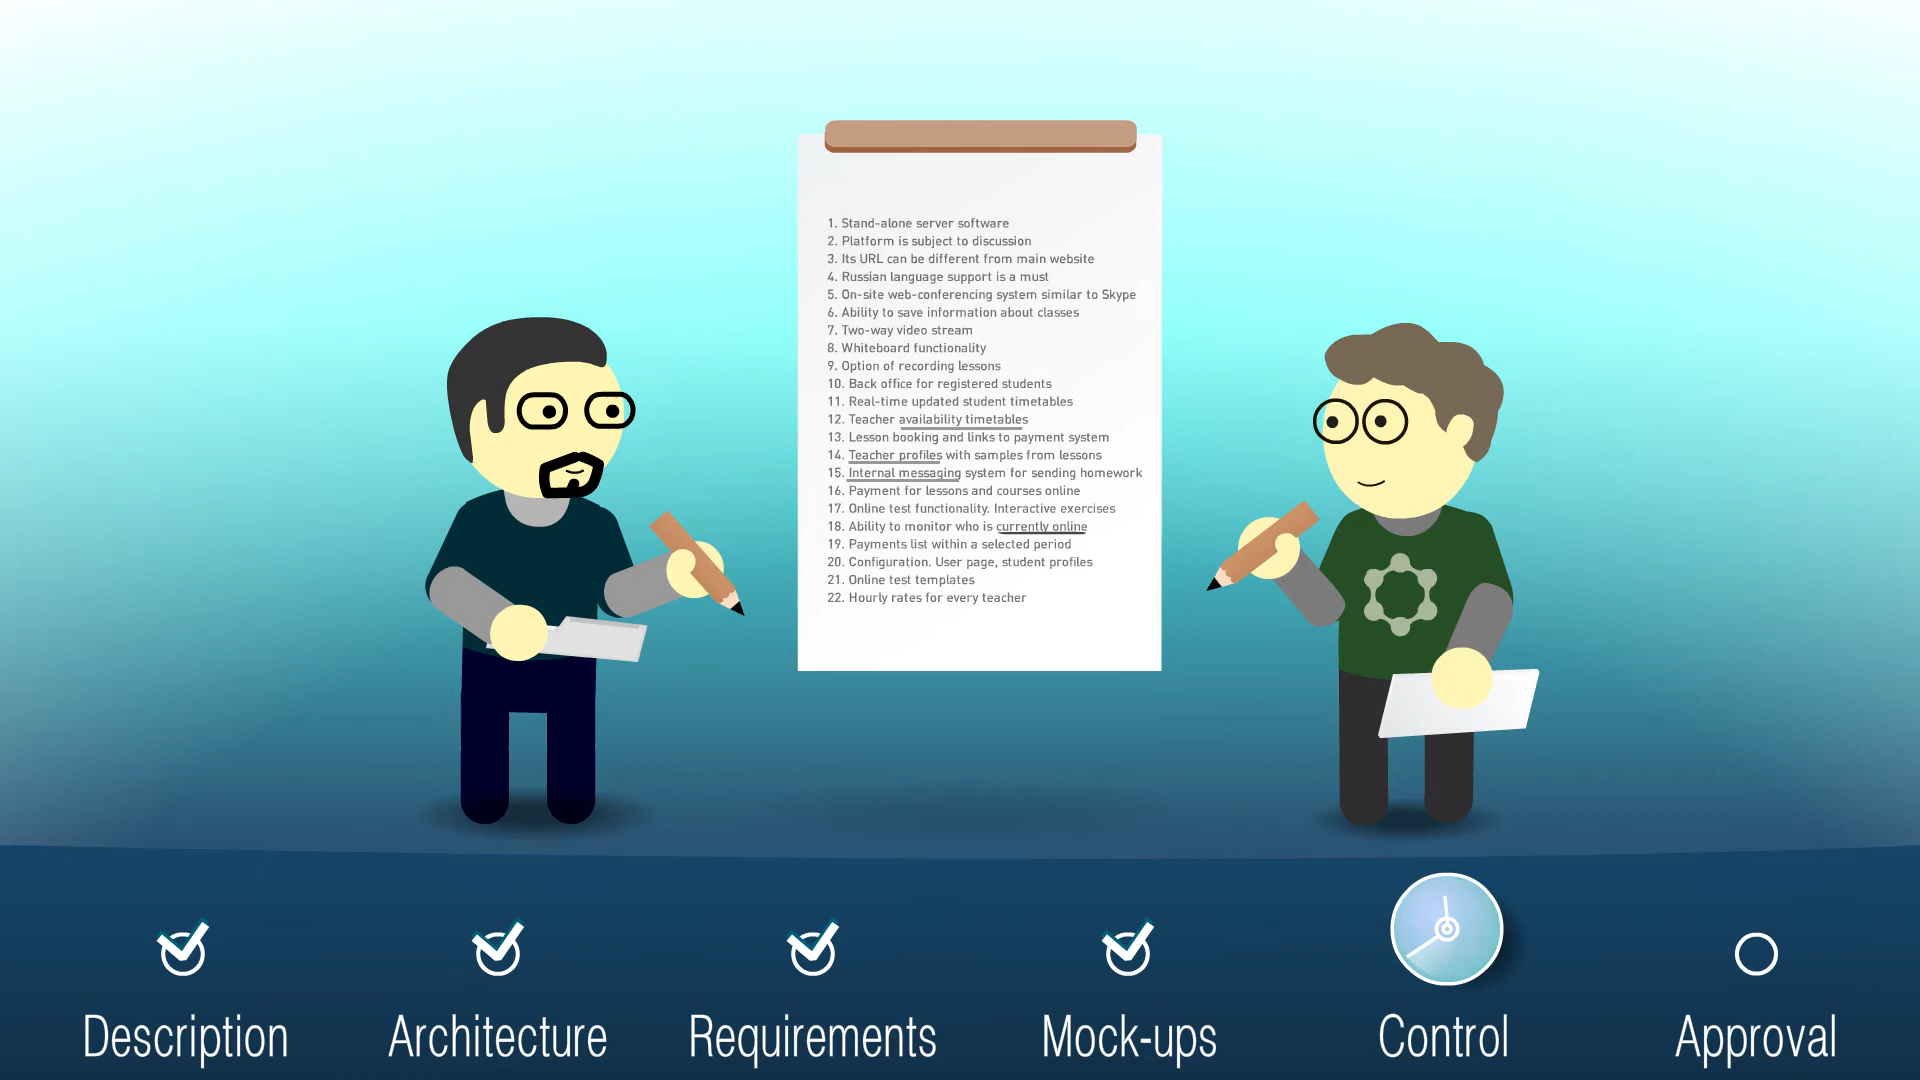 1. Stand-alone server software
2. Platform is subject to discussion
3. Its URL can be different from main website
4. Russian language support is a must
5. On-site web-conferencing system similar to Skype
6. Ability to save information about classes
7. Two-way video stream
8. Whiteboard functionality
9. Option of recording lessons
10. Back office for registered students
11. Real-time updated student timetables
12. Teacher availability timetables
13. Lesson booking and links to payment system
14. Teacher profiles with samples from lessons
15. Internal messaging system for sending homework
16. Payment for lessons and courses online
17. Online test functionality. Interactive exercises
18. Ability to monitor who is currently online
19. Payments list within a selected period
20. Configuration. User page, student profiles
21. Online test templates
22. Hourly rates for every teacher
Description
Architecture
Requirements
Mock-ups
Control
Approval